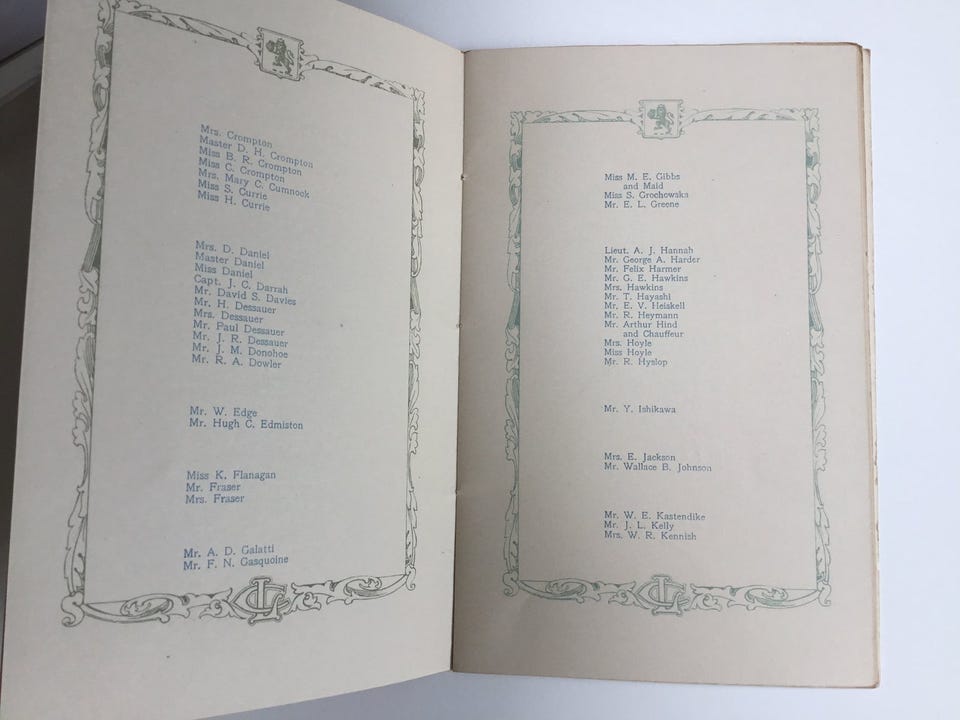 Mrs. Crompton
Master D. H. Crompton
Miss B. R. Crompton
Miss C. Crompton
Mrs. Mary C. Cumnock
Miss S. Currie
Miss H. Currie
Mrs. D. Daniel
Master Daniel
Miss Daniel
Capt. J. C. Darrah
Mr. David S. Davies
Mr. H. Dessauer
Mrs. Dessauer
Mr. Paul Dessauer
Mr. J. R. Dessauer
Mr. J. M. Donohoe
Mr. R. A. Dowler
Mr. W. Edge
Mr. Hugh C. Edmiston
Miss K. Flanagan
Mr. Fraser
Mrs. Fraser
Mr. A. D. Galatti
Mr. F. N. Gasquoine
Miss M. E. Gibbs
and Maid
Miss S. Grochowska
Mr. E. L. Greene
Lieut. A. J. Hannah
Mr. George A. Harder
Mr. Felix Harmer
Mr. G. E. Hawkins
Mrs. Hawkins
Mr. T. Hayashi
Mr. E. V. Heiskell
Mr. R. Heymann
Mr. Arthur Hind
and Chauffeur
Mrs. Hoyle
Miss Hoyle
Mr. R. Hyslop
Mr. Y. Ishikawa
Mrs. E. Jackson
Mr. Wallace B. Johnson
Mr. W. E. Kastendike
Mr. J. L. Kelly
Mrs. W. R. Kennish